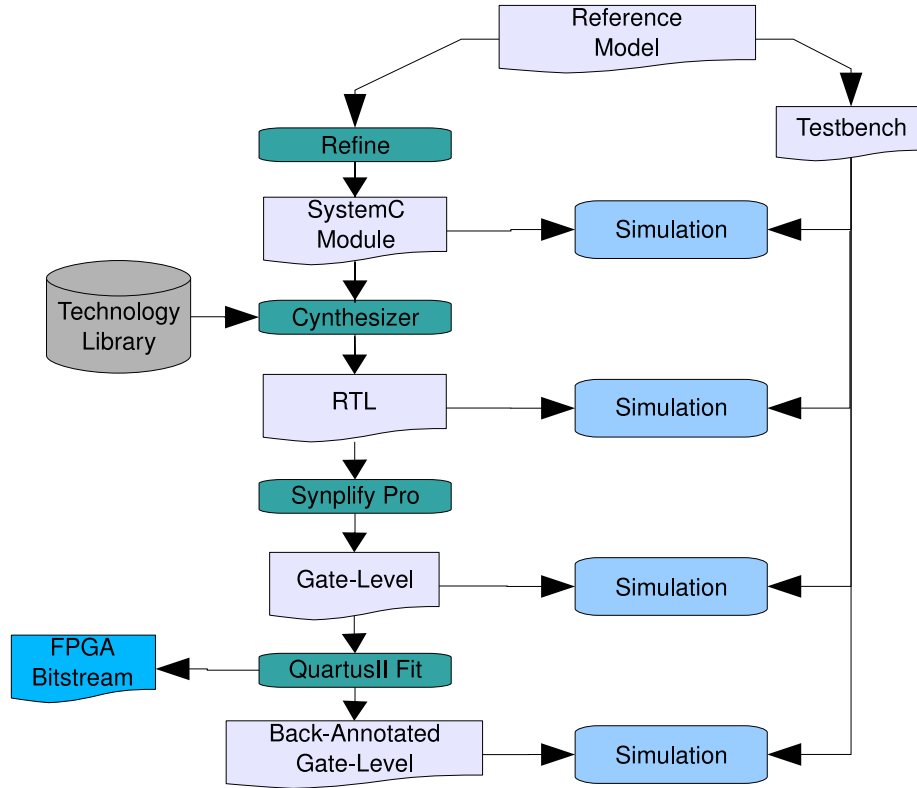 Reference
Model
Testbench
Refine
SystemC
Module
Simulation
Technology
Library
Cynthesizer
RTL
Simulation
Synplify Pro
Gate-Level
Simulation
FPGA
Bitstream
QuartusII Fit
Back-Annotated
Gate-Level
Simulation